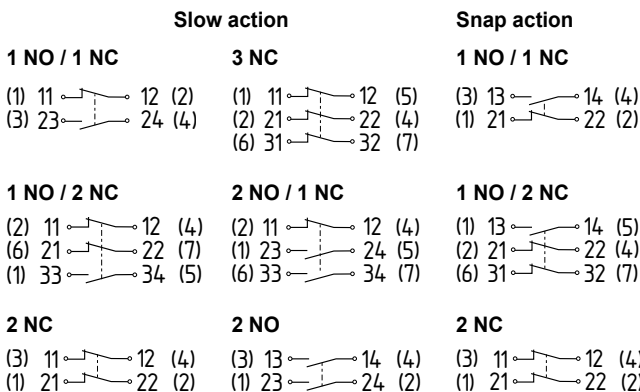 Slow action Snap action
1 NO / 1 NC 3 NC 1 NO / 1 NC
(1) 11 12 (2) (1) 11 12 (5) (3) 13 14 (4)
(3) 23 24 (4) (2) 21 22 (4) (1) 21 22 (2)
(6) 31 32 (7)
1 NO / 2 NC 2 NO / 1 NC 1 NO / 2 NC
(2) 11 12 (4) (2) 11 12 (4) (1) 13 14 (5)
(6) 21 22 (7) (1) 23 24 (5) (2) 21 22 (4)
(1) 33 34 (5) (6) 33 34 (7) (6) 31 32 (7)
2 NC 2 NO 2 NC
(3) 11 12 (4) (3) 13 14 (4) (3) 11 12 (4)
(1) 21 22 (2) (1) 23 24 (2) (1) 21 22 (2)